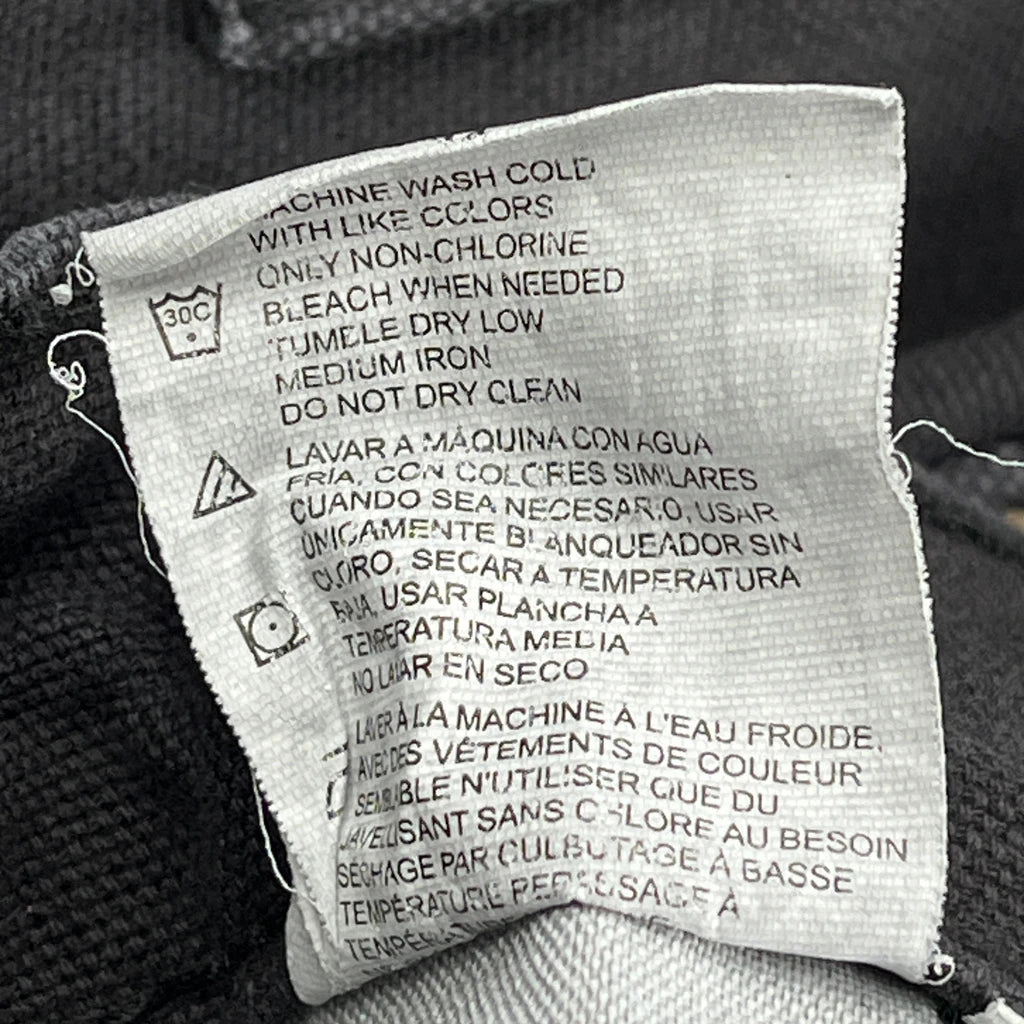 MACHINE WASH COLD
WITH LIKE COLORS
ONLY NON-CHLORINE
BLEACH WHEN NEEDED
TUMBLE DRY LOW
MEDIUM IRON
DO NOT DRY CLEAN
30C
LAVAR A MÁQUINA CON AGUA
FRÍA, CON COLORES SIMILARES
CUANDO SEA NECESARIO, USAR
ÚNICAMENTE BLANQUEADOR SIN
CLORO, SECAR A TEMPERATURA
BAJA, USAR PLANCHA A
TEMPERATURA MEDIA
NO LAVAR EN SECO
LAVER À LA MACHINE À L'EAU FROIDE,
AVEC DES VÊTEMENTS DE COULEUR
SEMBLABLE N'UTILISER QUE DU
JAVELLISANT SANS CHLORE AU BESOIN
SÉCHAGE PAR CULBUTAGE À BASSE
TEMPÉRATURE REPASSAGE À